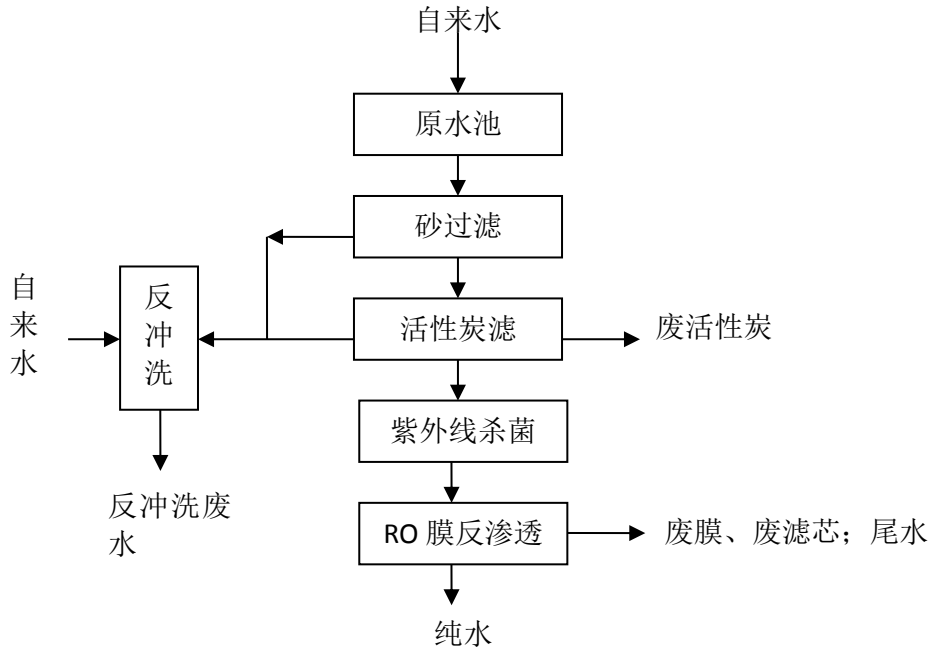 自来水
原水池
砂过滤
自
来
水
反
冲
洗
活性炭滤
废活性炭
紫外线杀菌
反冲洗废
水
RO 膜反渗透
废膜、废滤芯；尾水
纯水